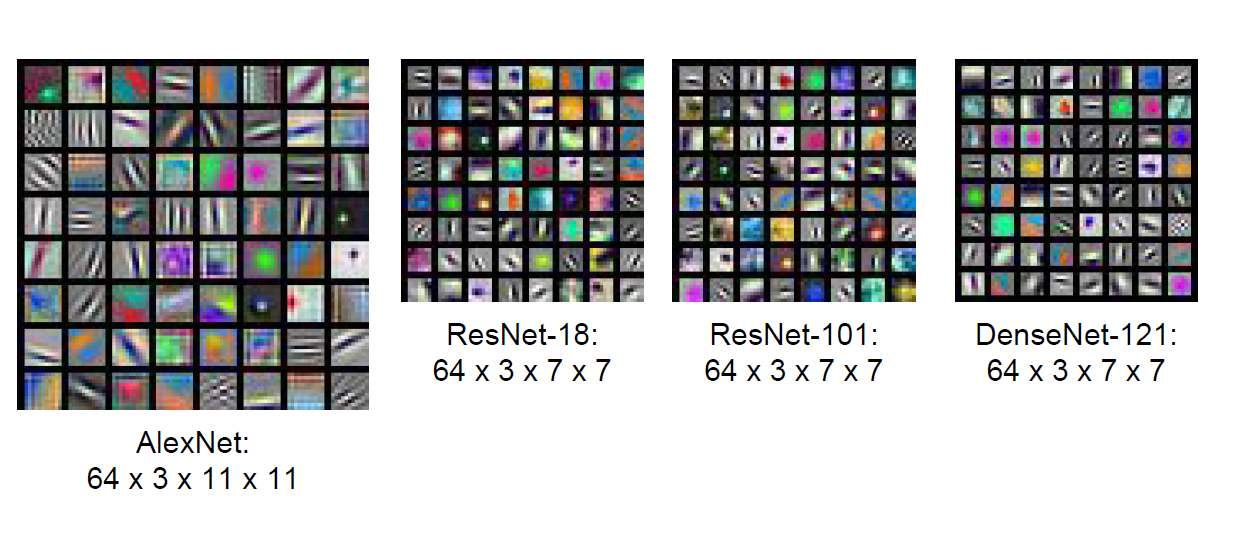 ResNet-18:
64 x 3 x 7 x 7
ResNet-101:
64 x 3 x 7 x 7
DenseNet-121:
64 x 3 x 7 x 7
AlexNet:
64 x 3 x 11 x 11